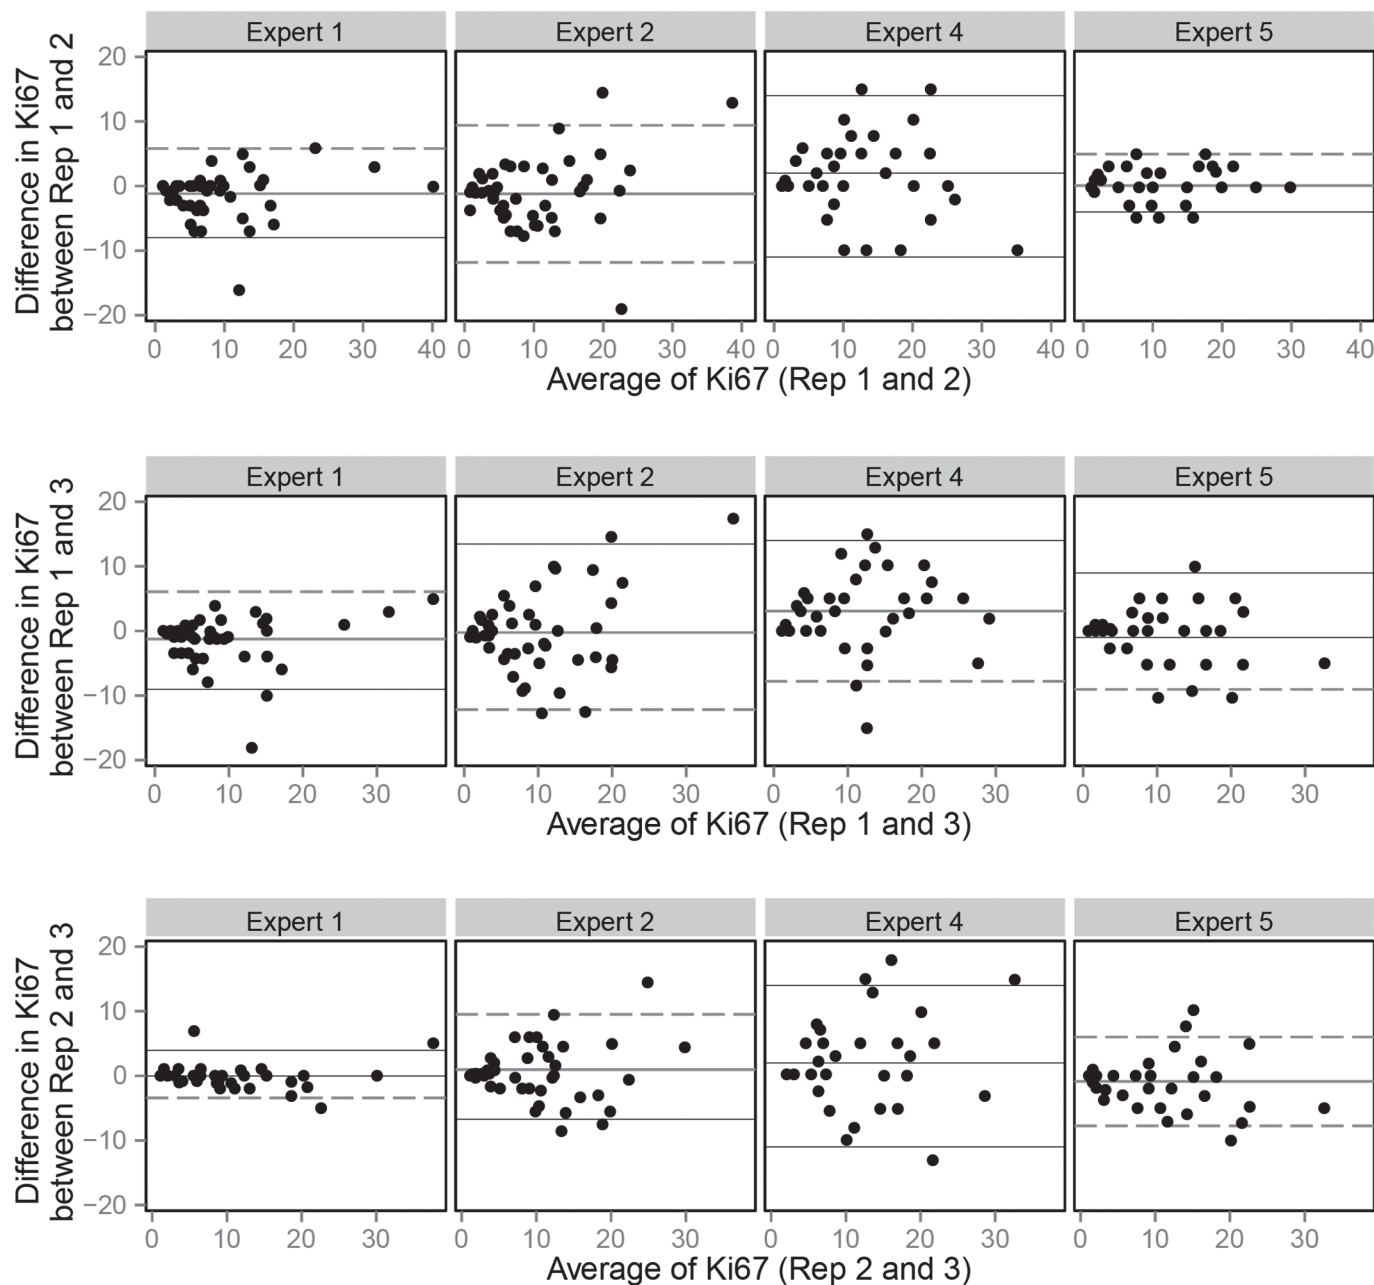 Expert 1 Expert 2 Expert 4 Expert 5
Difference in Ki67
between Rep 1 and 2
20
10
0
−10
−20
0 10 20 30 40 0 10 20 30 40 0 10 20 30 40 0 10 20 30 40
Average of Ki67 (Rep 1 and 2)
Expert 1 Expert 2 Expert 4 Expert 5
Difference in Ki67
between Rep 1 and 3
20
10
0
−10
−20
0 10 20 30 0 10 20 30 0 10 20 30 0 10 20 30
Average of Ki67 (Rep 1 and 3)
Expert 1 Expert 2 Expert 4 Expert 5
Difference in Ki67
between Rep 2 and 3
20
10
0
−10
−20
0 10 20 30 0 10 20 30 0 10 20 30 0 10 20 30
Average of Ki67 (Rep 2 and 3)